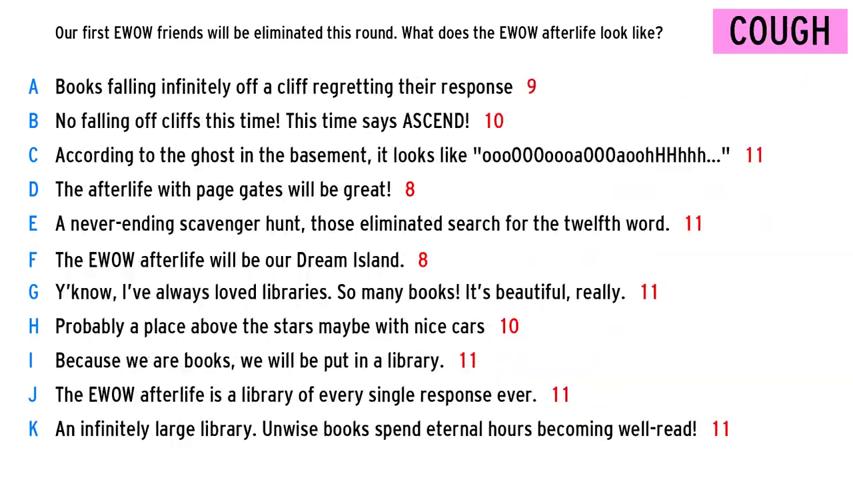 Our first EWOW friends will be eliminated this round. What does the EWOW afterlife look like?
COUGH
A Books falling infinitely off a cliff regretting their response 9
B No falling off cliffs this time! This time says ASCEND! 10
C According to the ghost in the basement, it looks like "oooOOOoooaOOOaoohHHhhh..." 11
D The afterlife with page gates will be great! 8
E A never-ending scavenger hunt, those eliminated search for the twelfth word. 11
F The EWOW afterlife will be our Dream Island. 8
G Y'know, I've always loved libraries. So many books! It's beautiful, really. 11
H Probably a place above the stars maybe with nice cars 10
I Because we are books, we will be put in a library. 11
J The EWOW afterlife is a library of every single response ever. 11
K An infinitely large library. Unwise books spend eternal hours becoming well-read! 11